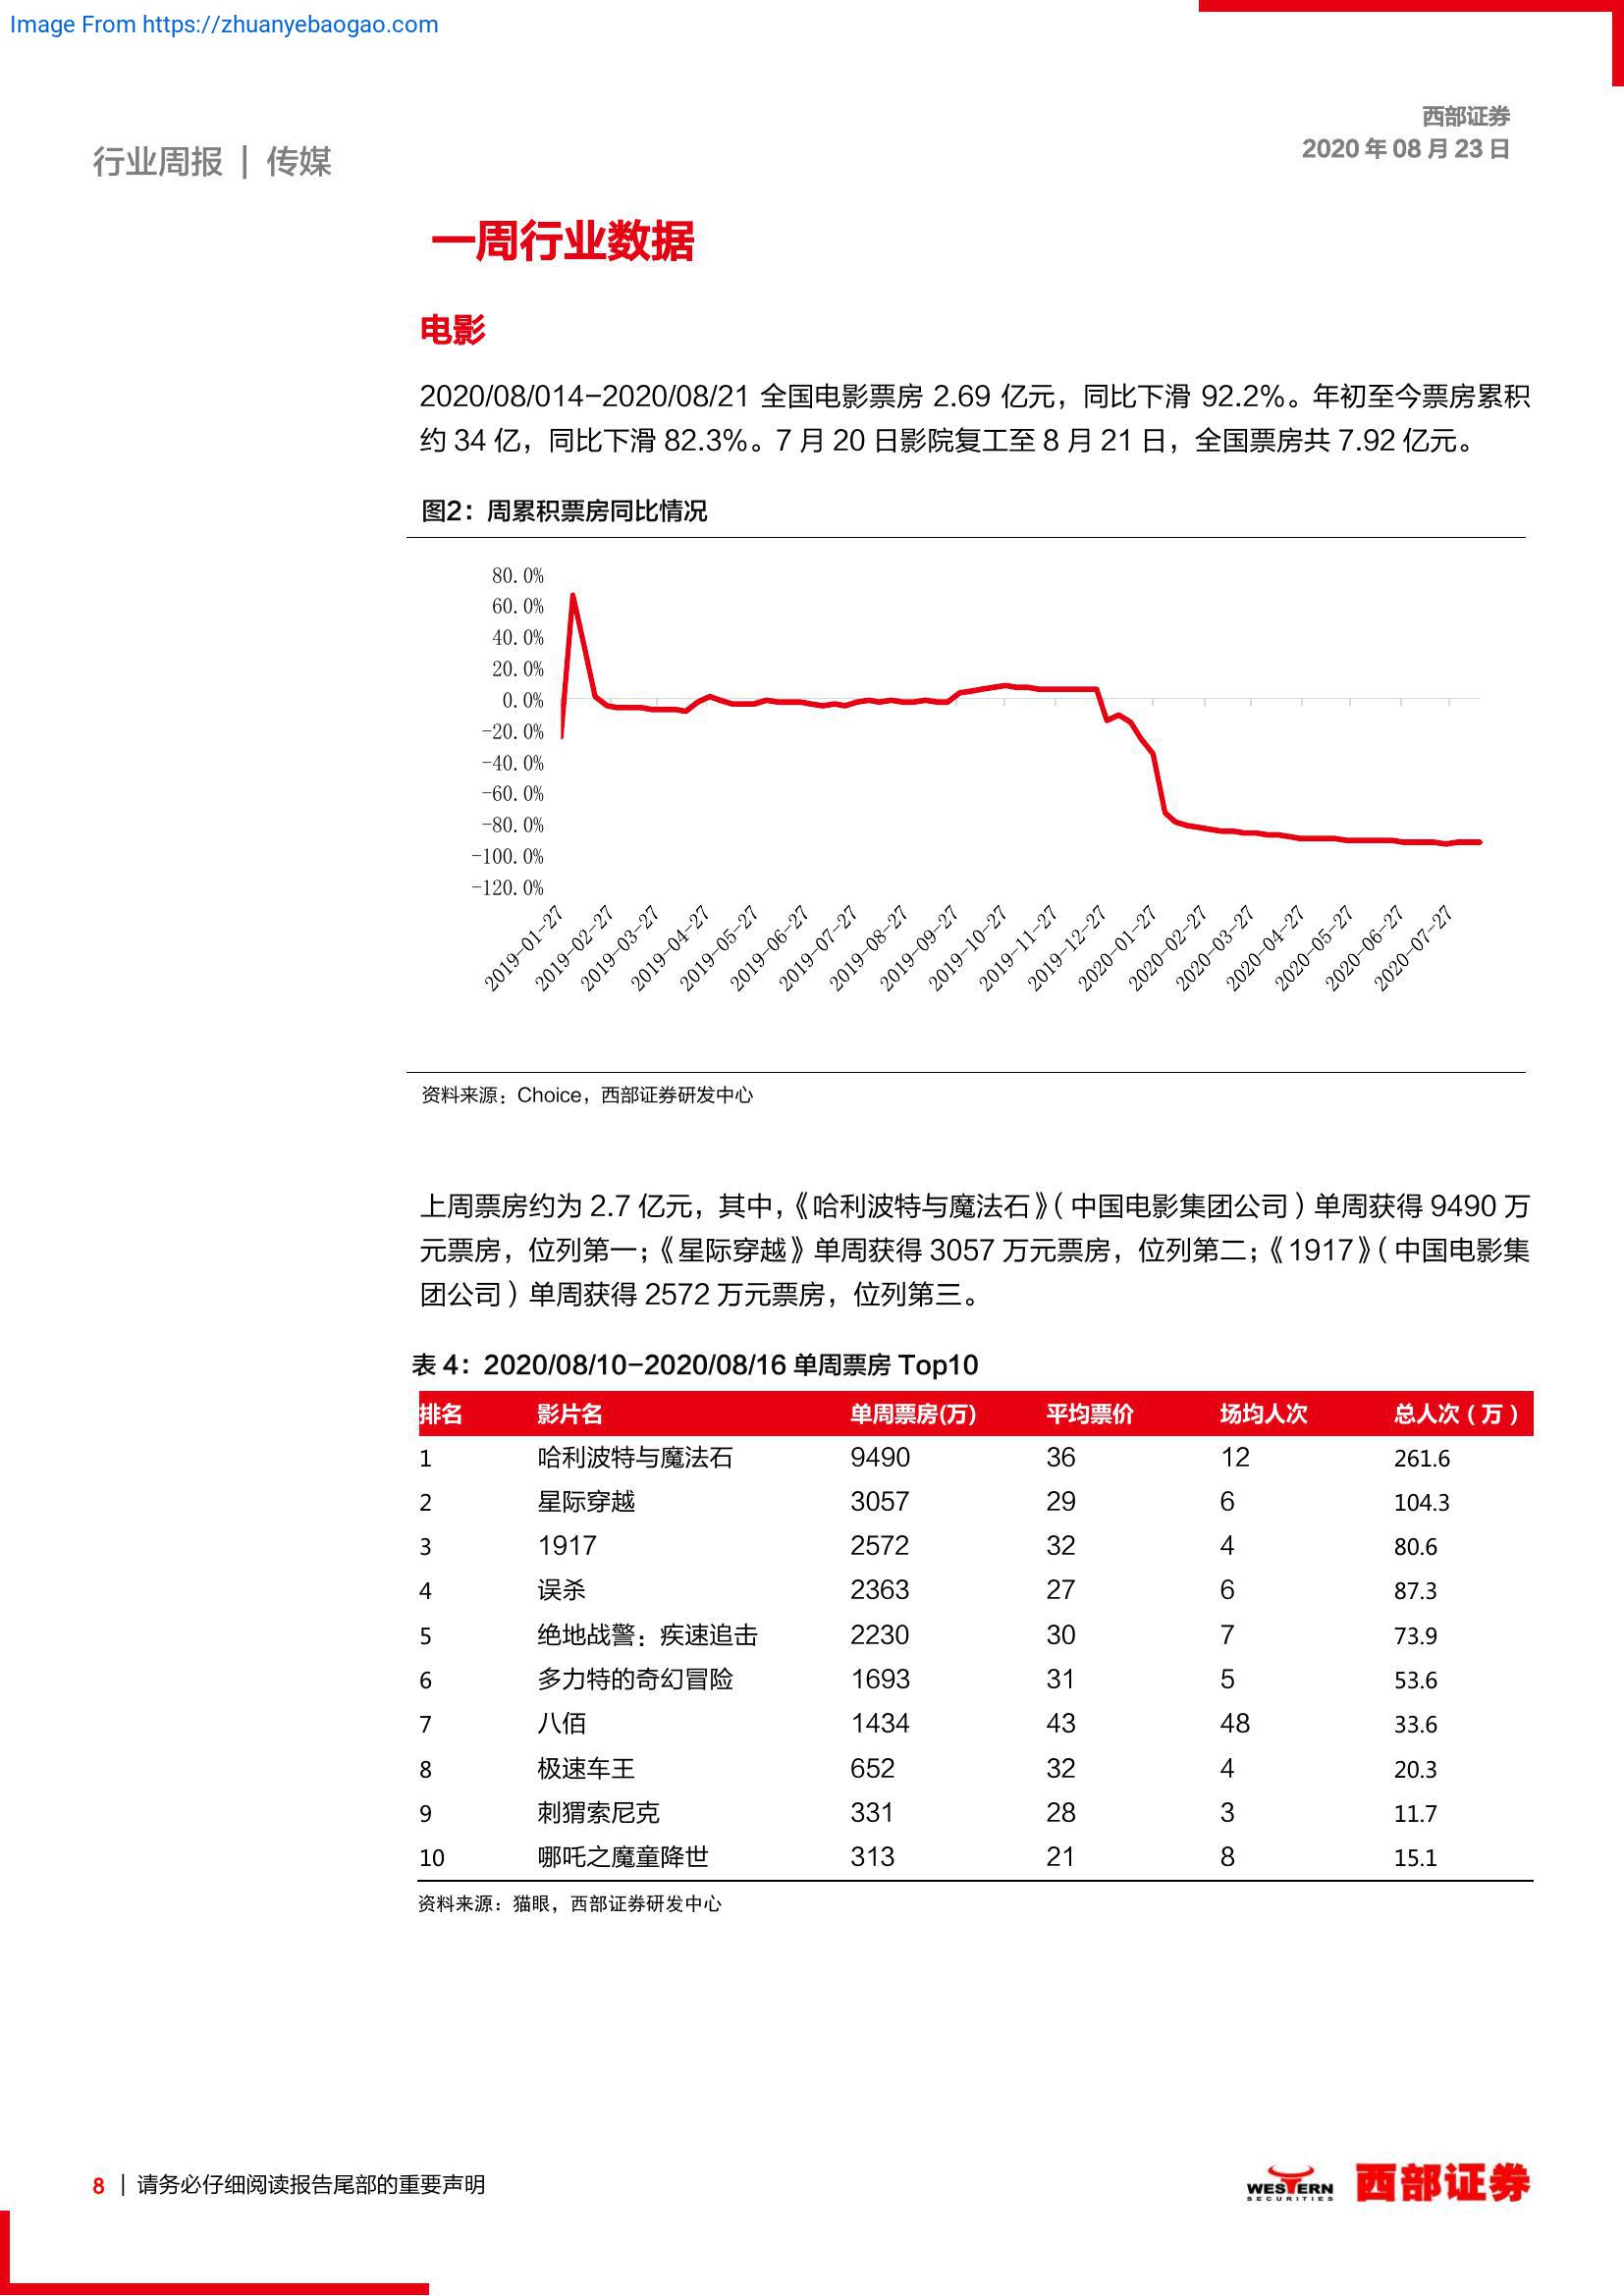 Image From https://zhuanyebaogao.com
西部证券
2020 年 08 月 23 日
行业周报 | 传媒
一周行业数据
电影
2020/08/014-2020/08/21 全国电影票房 2.69 亿元，同比下滑 92.2%。年初至今票房累积
约 34 亿，同比下滑 82.3%。7 月 20 日影院复工至 8 月 21 日，全国票房共 7.92 亿元。
图2：周累积票房同比情况
80.0%
60.0%
40.0%
20.0%
0.0%
-20.0%
-40.0%
-60.0%
-80.0%
-100.0%
-120.0%
2019-01-27 2019-02-27 2019-03-27 2019-04-27 2019-05-27 2019-06-27 2019-07-27 2019-08-27 2019-09-27 2019-10-27 2019-11-27 2019-12-27 2020-01-27 2020-02-27 2020-03-27 2020-04-27 2020-05-27 2020-06-27 2020-07-27
资料来源：Choice，西部证券研发中心
上周票房约为 2.7 亿元，其中，《哈利波特与魔法石》（中国电影集团公司）单周获得 9490 万
元票房，位列第一；《星际穿越》单周获得 3057 万元票房，位列第二；《1917》（中国电影集
团公司）单周获得 2572 万元票房，位列第三。
表 4：2020/08/10-2020/08/16 单周票房 Top10
排名 影片名 单周票房(万) 平均票价 场均人次 总人次（万）
1 哈利波特与魔法石 9490 36 12 261.6
2 星际穿越 3057 29 6 104.3
3 1917 2572 32 4 80.6
4 误杀 2363 27 6 87.3
5 绝地战警：疾速追击 2230 30 7 73.9
6 多力特的奇幻冒险 1693 31 5 53.6
7 八佰 1434 43 48 33.6
8 极速车王 652 32 4 20.3
9 刺猬索尼克 331 28 3 11.7
10 哪吒之魔童降世 313 21 8 15.1
资料来源：猫眼，西部证券研发中心
8 | 请务必仔细阅读报告尾部的重要声明
WESTERN
SECURITIES
西部证券